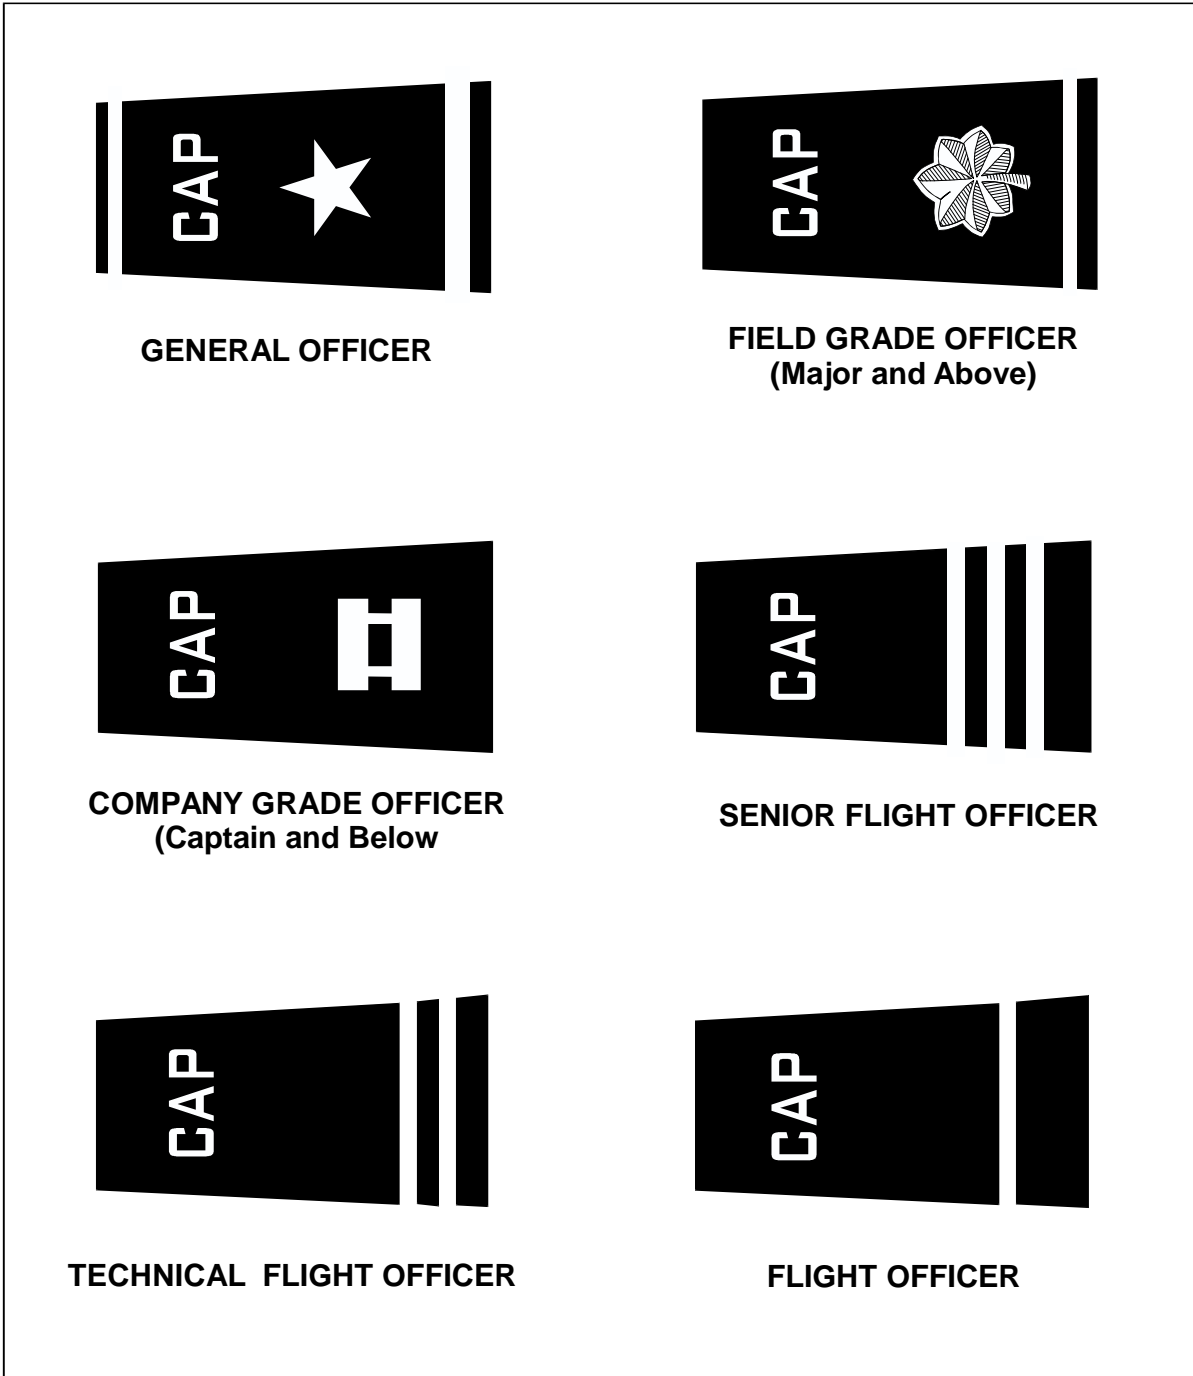 CAP
CAP
GENERAL OFFICER
FIELD GRADE OFFICER
(Major and Above)
CAP
CAP
COMPANY GRADE OFFICER
(Captain and Below
SENIOR FLIGHT OFFICER
CAP
CAP
TECHNICAL FLIGHT OFFICER
FLIGHT OFFICER